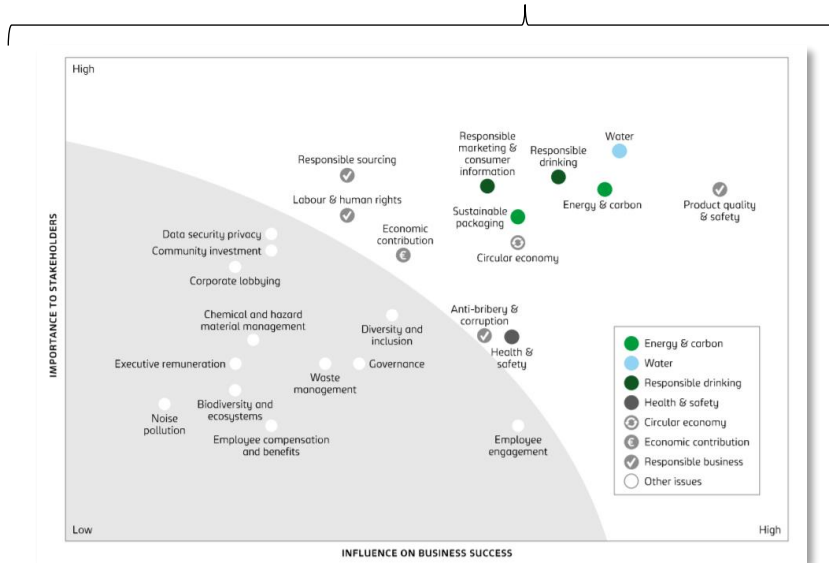 High
Water
Responsible
marketing &
consumer
information
Responsible
drinking
Responsible sourcing
Energy & carbon
Product quality
& safety
Labour & human rights
Sustainable
packaging
Economic
contribution
€
Circular economy
Data security privacy
Community investment
Corporate lobbying
Chemical and hazard
material management
Diversity and
inclusion
Anti-bribery &
corruption
Health &
safety
Executive remuneration
Waste
management
Governance
Noise
pollution
Biodiversity and
ecosystems
Employee compensation
and benefits
Employee
engagement
Energy & carbon
Water
Responsible drinking
Health & safety
Circular economy
€ Economic contribution
Responsible business
Other issues
Low
High
IMPORTANCE TO STAKEHOLDERS
INFLUENCE ON BUSINESS SUCCESS